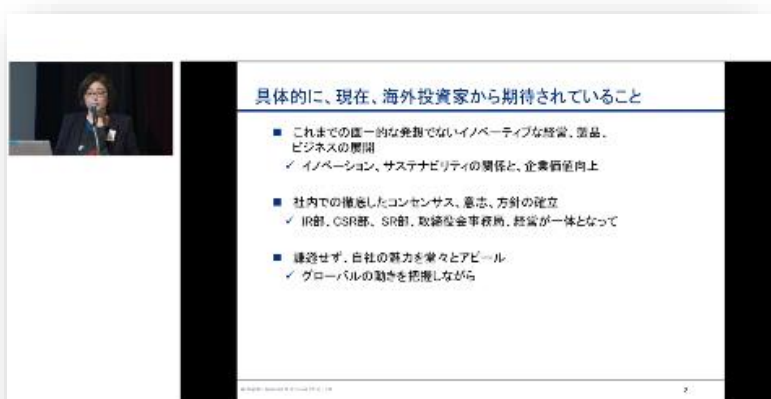 具体的に、現在、海外投資家から期待されていること
■ これまでの画一的な発想でないイノベーティブな経営、製品、
ビジネスの展開
✓ イノベーション、サステナビリティの関係と、企業価値向上
■ 社内での徹底したコンセンサス、意志、方針の確立
✓ IR部、CSR部、SR部、取締役会事務局、経営が一体となって
■ 謙遜せず、自社の魅力を堂々とアピール
✓ グローバルの動きを把握しながら